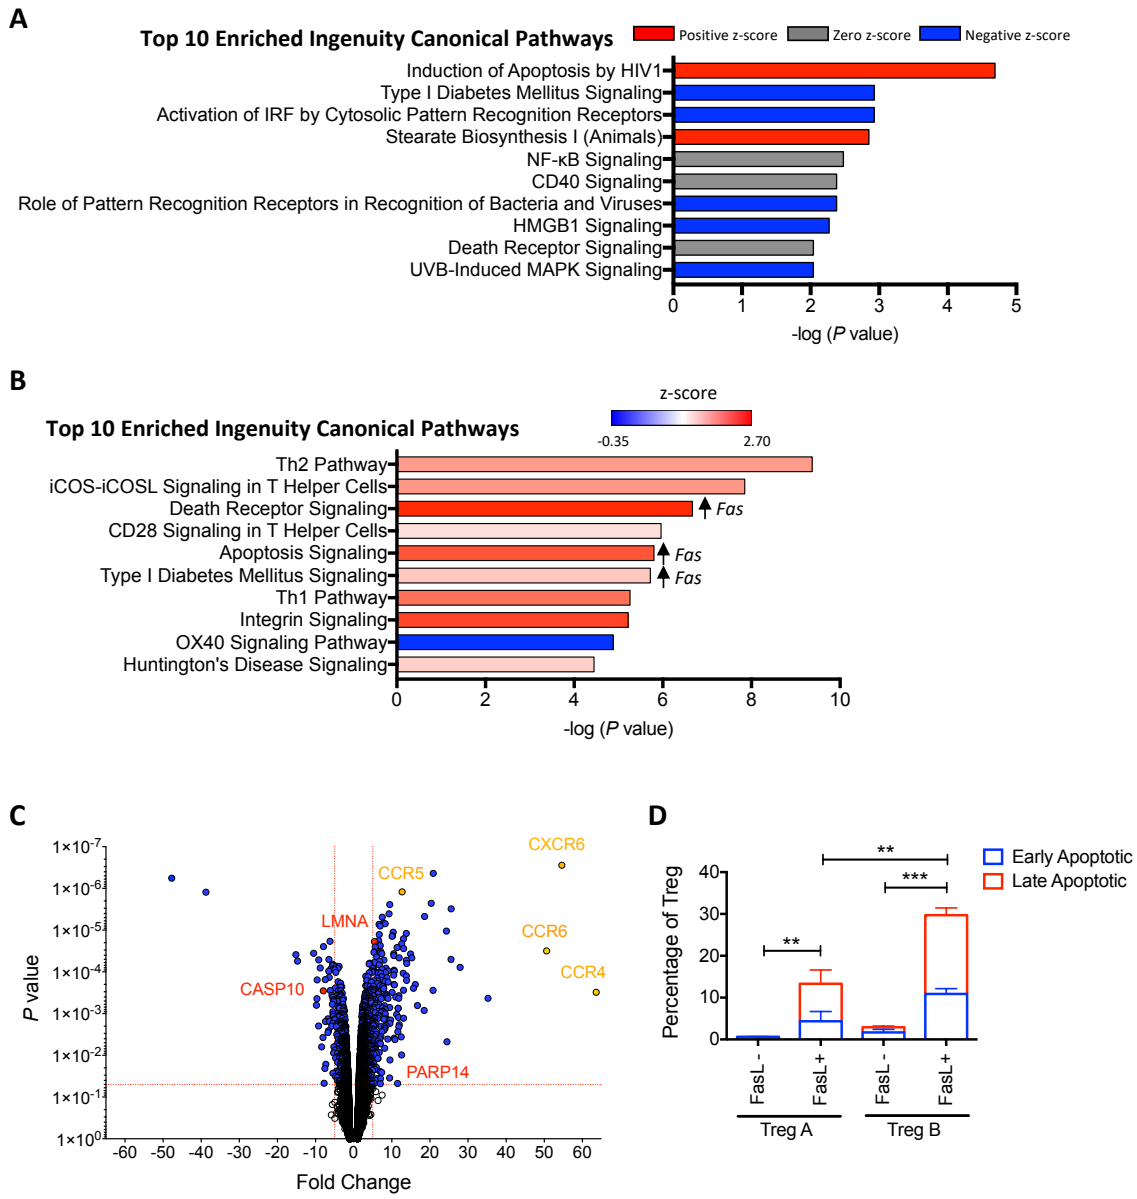 A
Top 10 Enriched Ingenuity Canonical Pathways
Positive z-score Zero z-score Negative z-score
Induction of Apoptosis by HIV1
Type I Diabetes Mellitus Signaling
Activation of IRF by Cytosolic Pattern Recognition Receptors
Stearate Biosynthesis I (Animals)
NF-κB Signaling
CD40 Signaling
Role of Pattern Recognition Receptors in Recognition of Bacteria and Viruses
HMGB1 Signaling
Death Receptor Signaling
UVB-Induced MAPK Signaling
0 1 2 3 4 5
-log (P value)
B
z-score
-0.35 2.70
Top 10 Enriched Ingenuity Canonical Pathways
Th2 Pathway
iCOS-iCOSL Signaling in T Helper Cells
Death Receptor Signaling Fas
CD28 Signaling in T Helper Cells
Apoptosis Signaling Fas
Type I Diabetes Mellitus Signaling Fas
Th1 Pathway
Integrin Signaling
OX40 Signaling Pathway
Huntington's Disease Signaling
0 2 4 6 8 10
-log (P value)
C
P value
1×10⁻⁷
1×10⁻⁶
1×10⁻⁵
1×10⁻⁴
1×10⁻³
1×10⁻²
1×10⁻¹
1×10⁰
CXCR6
CCR5
LMNA
CCR6
CCR4
CASP10
PARP14
-60 -50 -40 -30 -20 -10 0 10 20 30 40 50 60
Fold Change
D
Early Apoptotic
Late Apoptotic
Percentage of Treg
40
30
20
10
0
**
***
**
FasL - FasL+ FasL - FasL+
Treg A Treg B